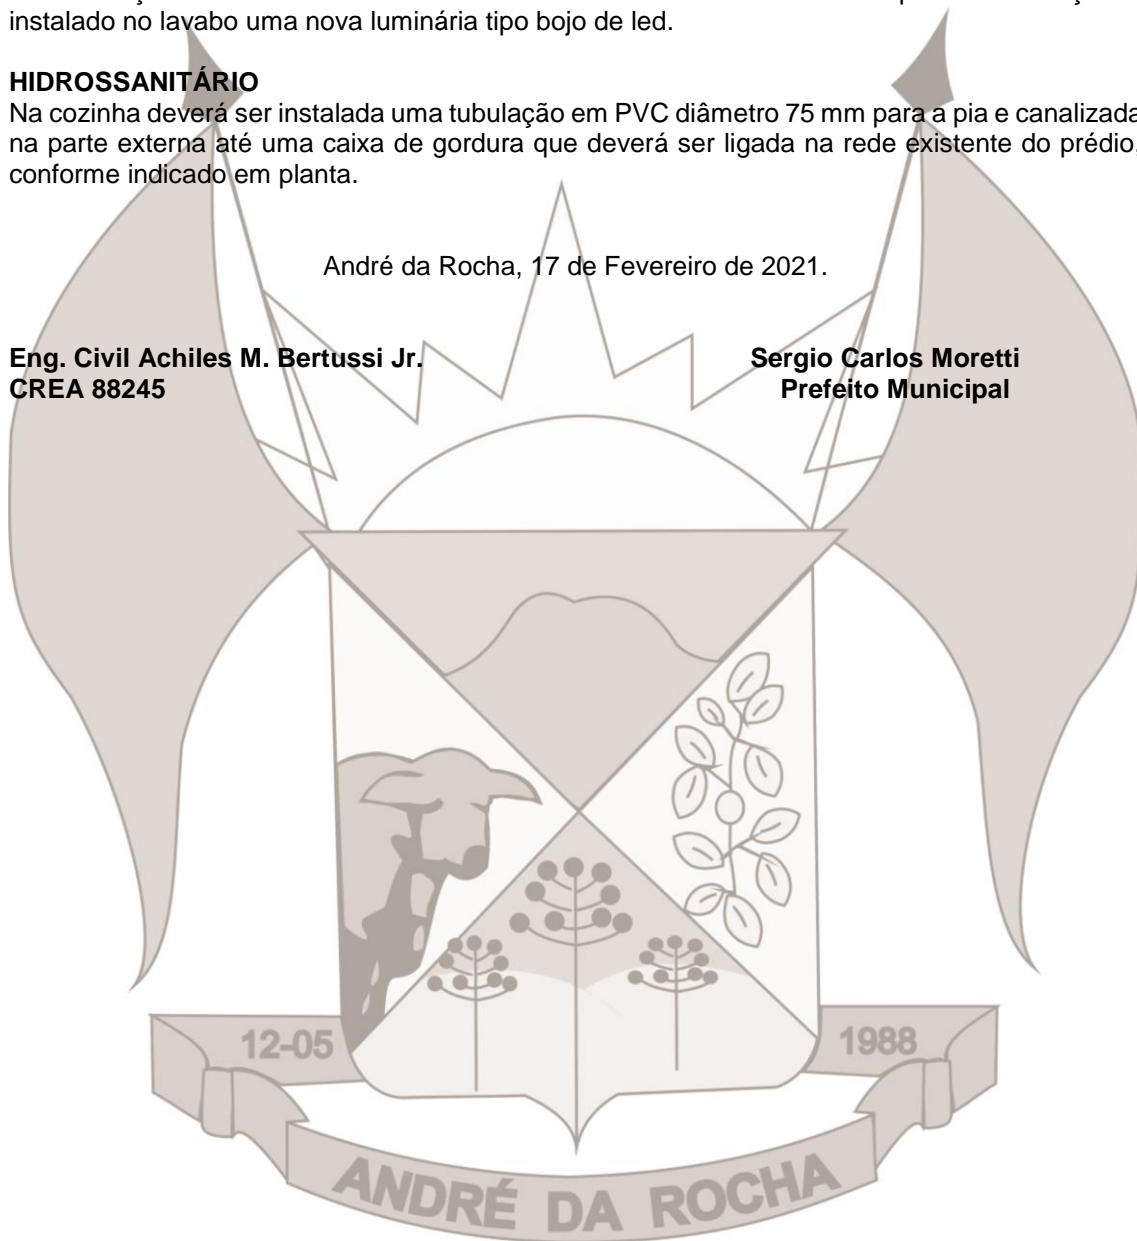 instalado no lavabo uma nova luminária tipo bojo de led.
HIDROSSANITÁRIO
Na cozinha deverá ser instalada uma tubulação em PVC diâmetro 75 mm para a pia e canalizada
na parte externa até uma caixa de gordura que deverá ser ligada na rede existente do prédio,
conforme indicado em planta.
André da Rocha, 17 de Fevereiro de 2021.
Eng. Civil Achiles M. Bertussi Jr. Sergio Carlos Moretti
CREA 88245 Prefeito Municipal
12-05 1988
ANDRÉ DA ROCHA